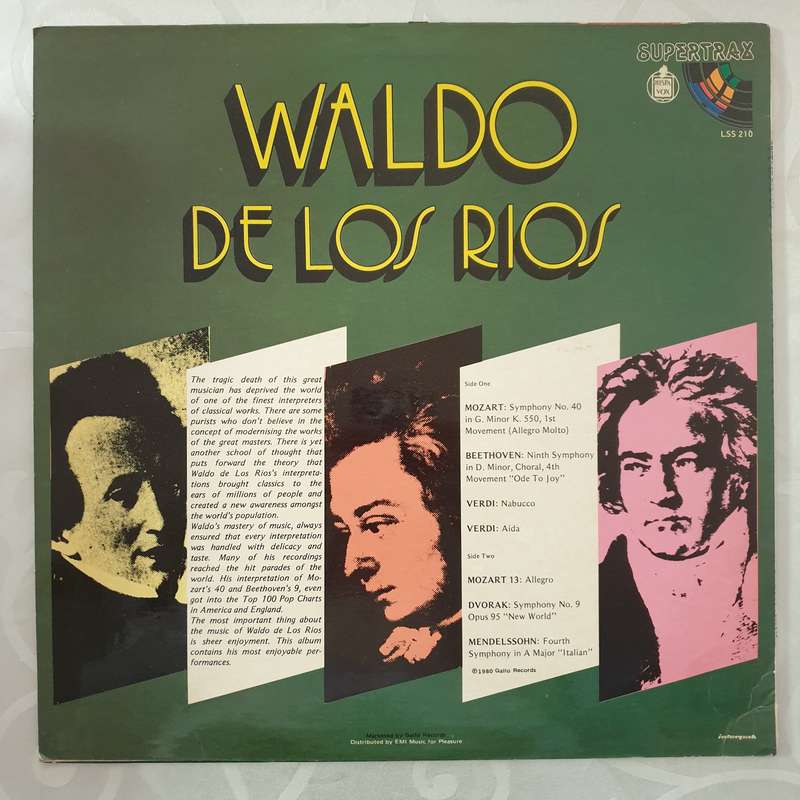 SUPERTRAX
HISPA
VOX
LSS 210
WALDO
DE LOS RIOS
The tragic death of this great
musician has deprived the world
of one of the finest interpreters
of classical works. There are some
purists who don't believe in the
concept of modernising the works
of the great masters. There is yet
another school of thought that
puts forward the theory that
Waldo de Los Rios's interpreta-
tions brought classics to the
ears of millions of people and
created a new awareness amongst
the world's population.
Waldo's mastery of music, always
ensured that every interpretation
was handled with delicacy and
taste. Many of his recordings
reached the hit parades of the
world. His interpretation of Mo-
zart's 40 and Beethoven's 9, even
got into the Top 100 Pop Charts
in America and England.
The most important thing about
the music of Waldo de Los Rios
is sheer enjoyment. This album
contains his most enjoyable per-
formances.
Side One
MOZART: Symphony No. 40
in G. Minor K. 550, 1st
Movement (Allegro Molto)
BEETHOVEN: Ninth Symphony
in D. Minor, Choral, 4th
Movement "Ode To Joy"
VERDI: Nabucco
VERDI: Aida
Side Two
MOZART 13: Allegro
DVORAK: Symphony No. 9
Opus 95 "New World"
MENDELSSOHN: Fourth
Symphony in A Major "Italian"
℗1980 Gallo Records
Marketed by Gallo Records
Distributed by EMI Music for Pleasure